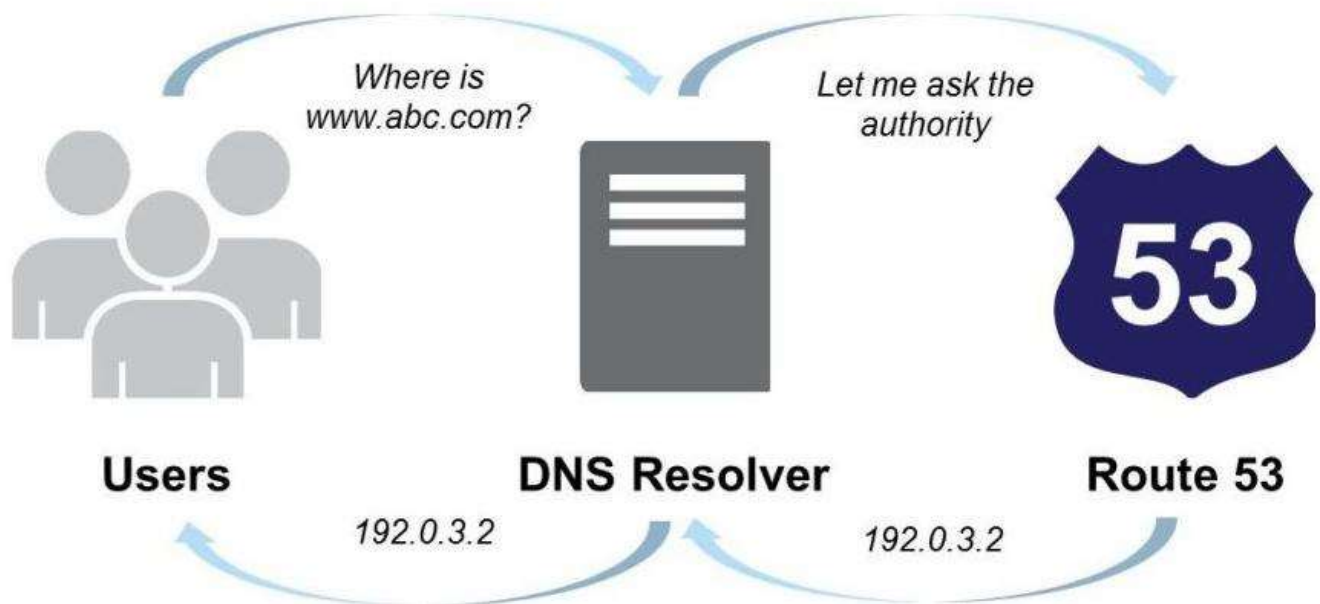 Where is
www.abc.com?
Let me ask the
authority
53
Users
DNS Resolver
Route 53
192.0.3.2
192.0.3.2